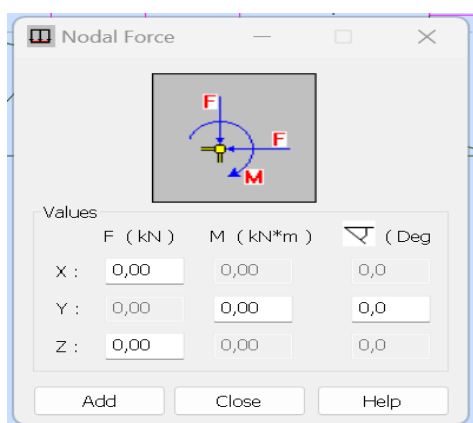 Nodal Force
F
F
M
Values
F (kN) M (kN*m) (Deg
X : 0,00 0,00 0,0
Y : 0,00 0,00 0,0
Z : 0,00 0,00 0,0
Add Close Help